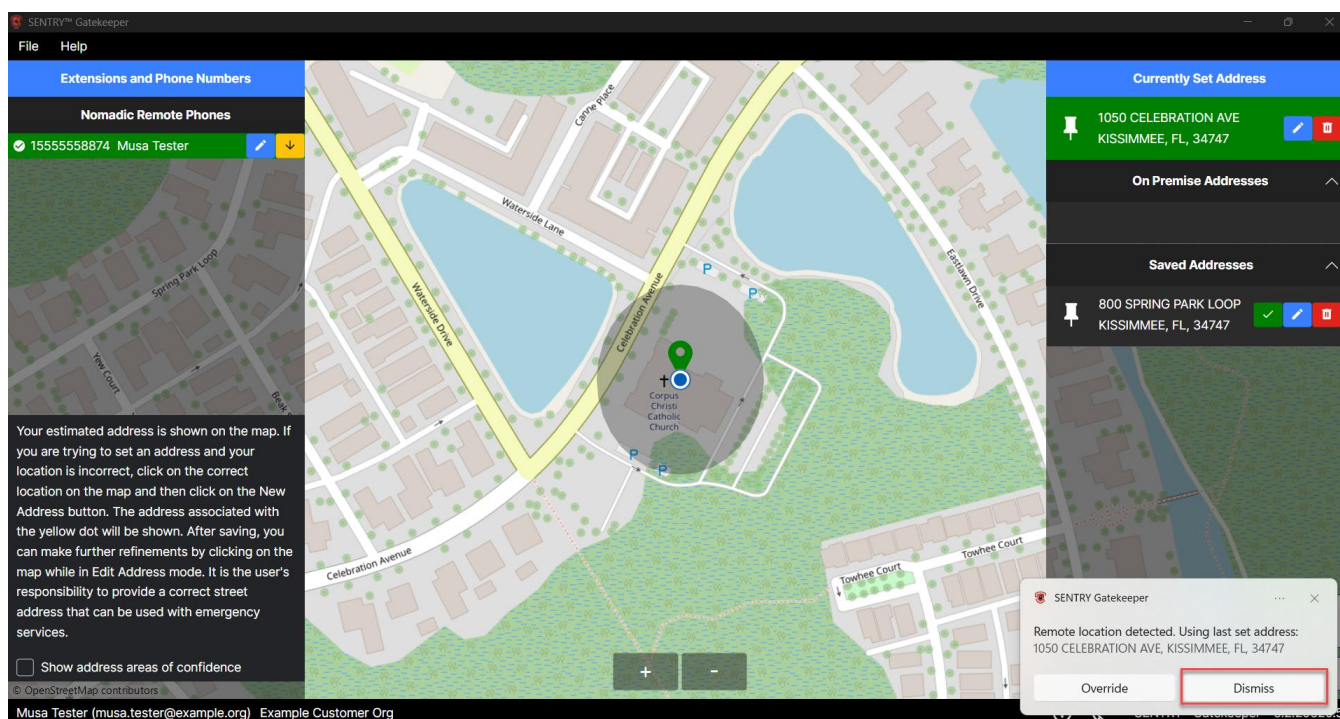 SENTRY™ Gatekeeper
File Help
Extensions and Phone Numbers
Nomadic Remote Phones
15555558874 Musa Tester
Spring Park Loop
Yew Court
Your estimated address is shown on the map. If
you are trying to set an address and your
location is incorrect, click on the correct
location on the map and then click on the New
Address button. The address associated with
the yellow dot will be shown. After saving, you
can make further refinements by clicking on the
map while in Edit Address mode. It is the user's
responsibility to provide a correct street
address that can be used with emergency
services.
Show address areas of confidence
© OpenStreetMap contributors
Musa Tester (musa.tester@example.org) Example Customer Org
Canne Place
Waterside Lane
Waterside Drive
Celebration Avenue
Eastlawn Drive
P
P
Corpus
Christi
Catholic
Church
P
P
Celebration Avenue
Towhee Court
Towhee Court
+
-
Currently Set Address
1050 CELEBRATION AVE
KISSIMMEE, FL, 34747
On Premise Addresses
Saved Addresses
800 SPRING PARK LOOP
KISSIMMEE, FL, 34747
SENTRY Gatekeeper
Remote location detected. Using last set address:
1050 CELEBRATION AVE, KISSIMMEE, FL, 34747
Override
Dismiss